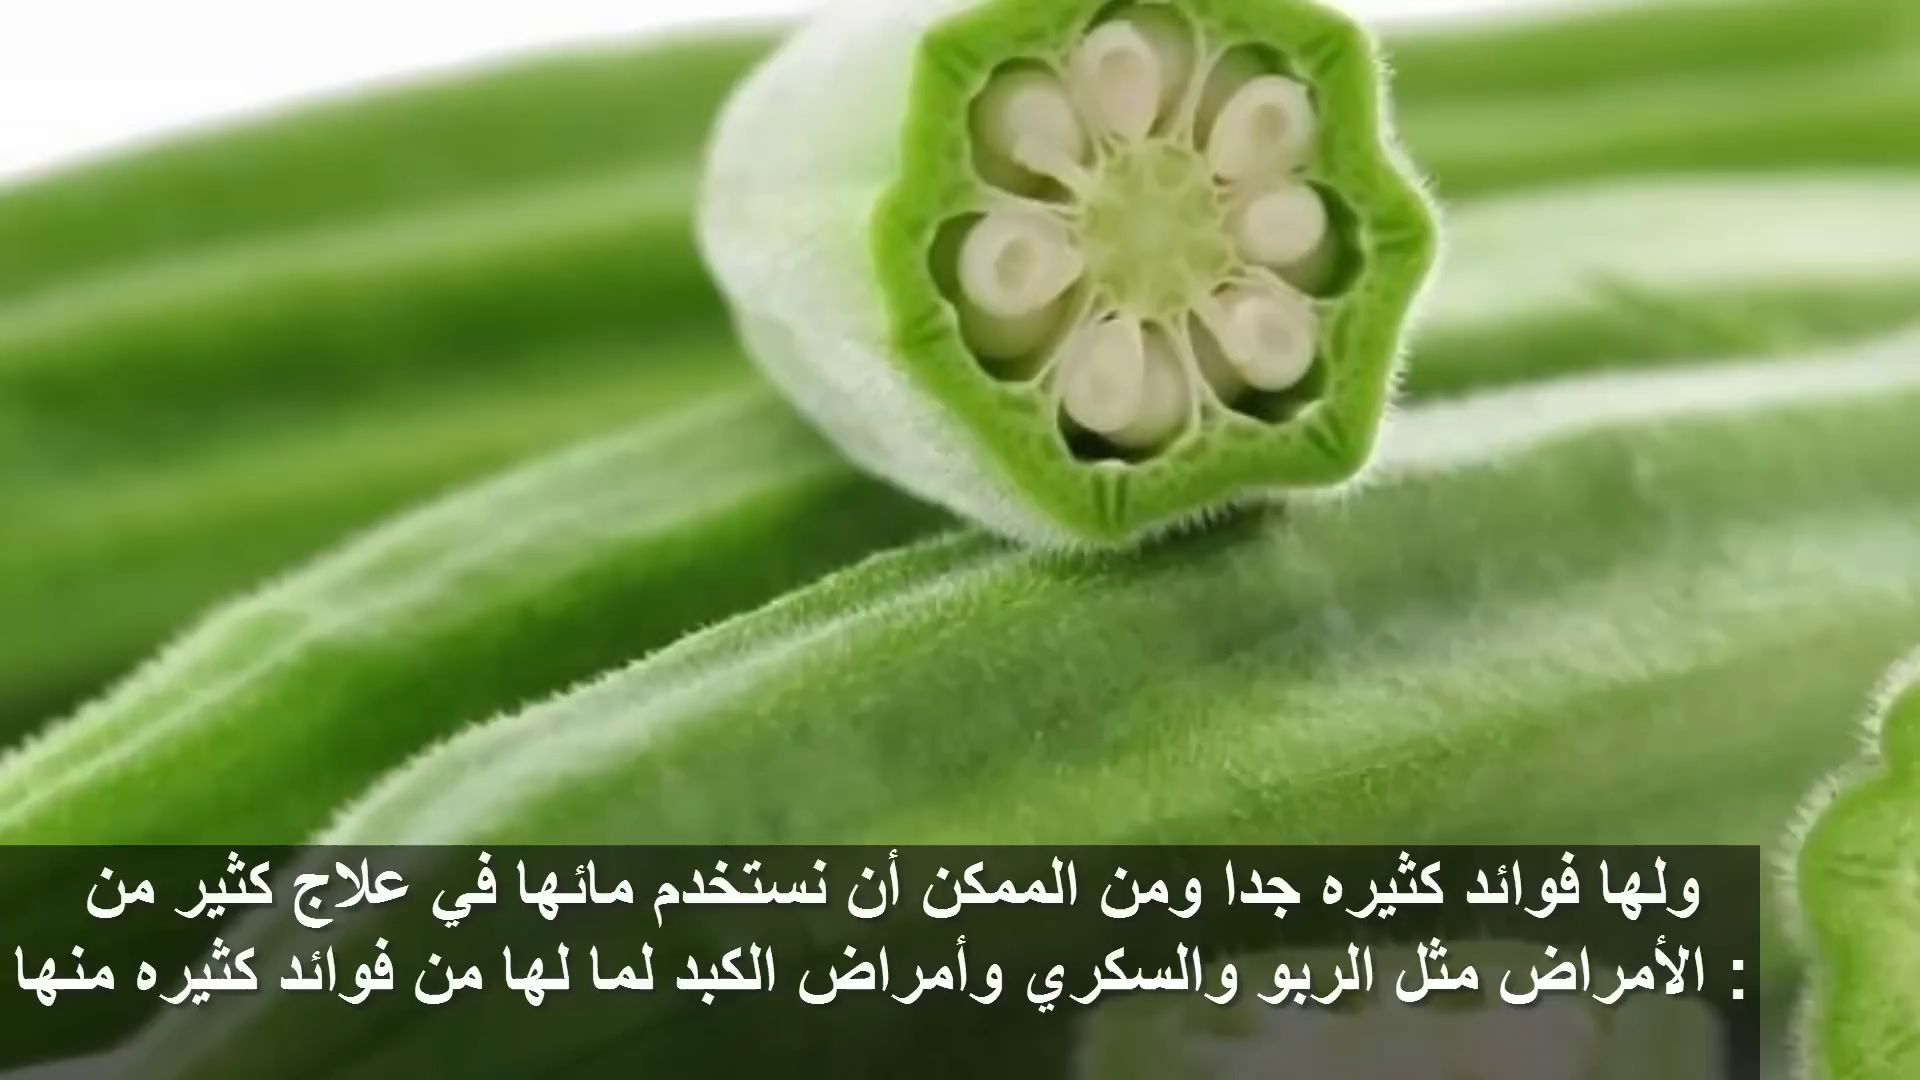 ولها فوائد كثيره جدا ومن الممكن أن نستخدم مائها في علاج كثير من
الأمراض مثل الربو والسكري وأمراض الكبد لما لها من فوائد كثيره منها :